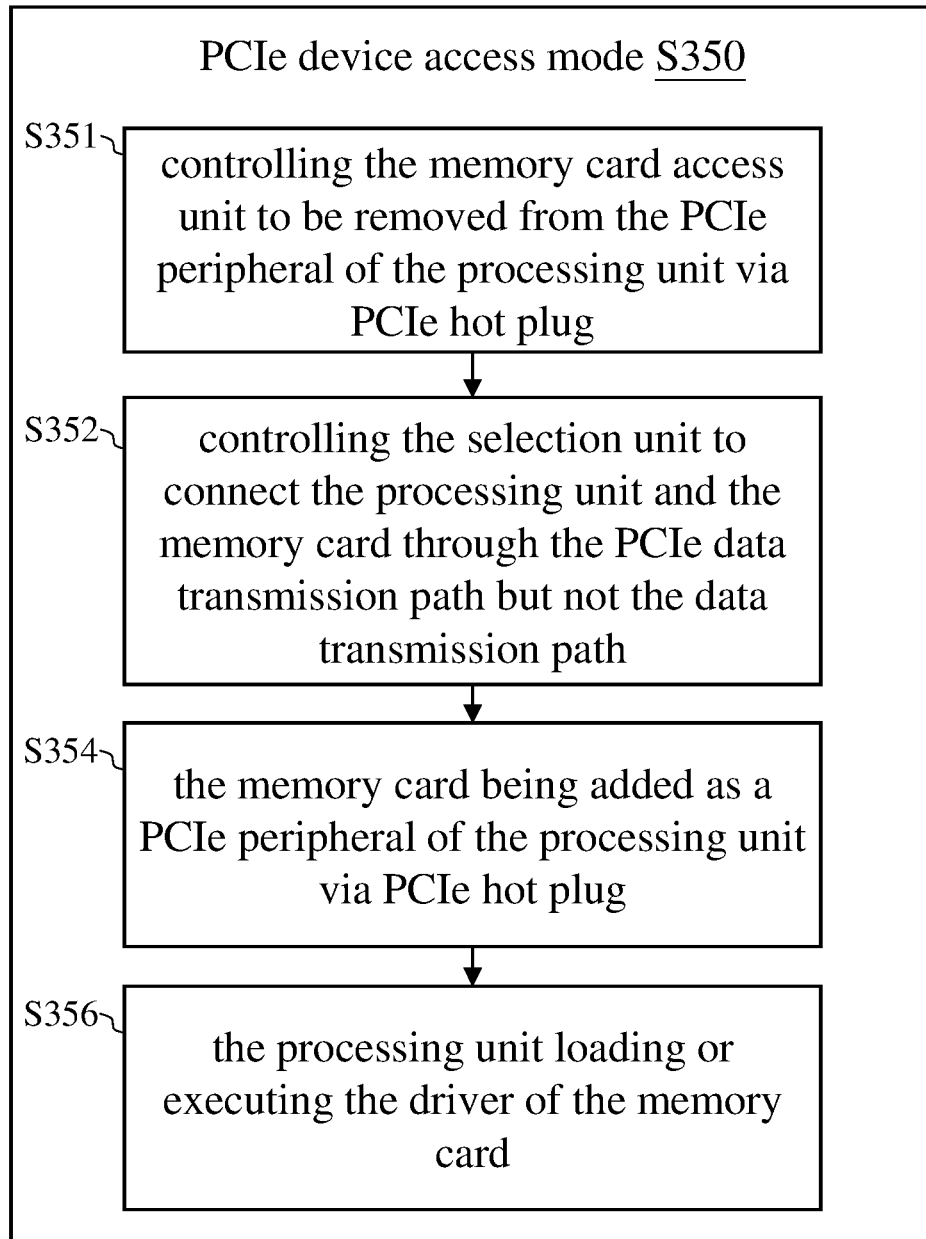 PCIe device access mode S350
S351
controlling the memory card access
unit to be removed from the PCIe
peripheral of the processing unit via
PCIe hot plug
S352
controlling the selection unit to
connect the processing unit and the
memory card through the PCIe data
transmission path but not the data
transmission path
S354
the memory card being added as a
PCIe peripheral of the processing unit
via PCIe hot plug
S356
the processing unit loading or
executing the driver of the memory
card